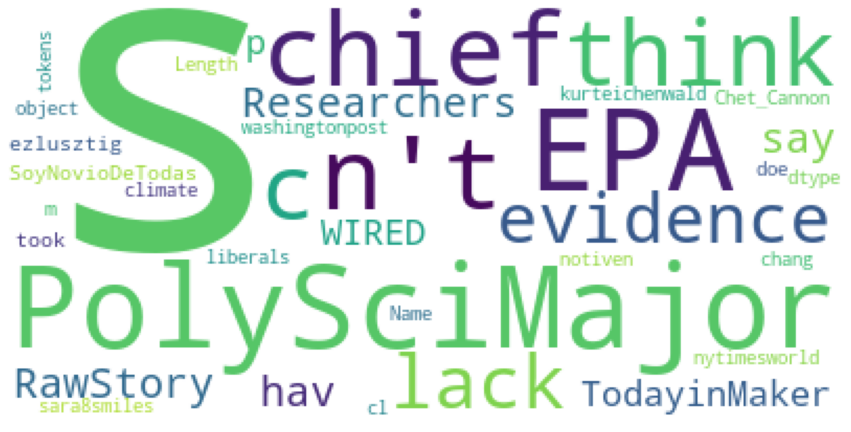 S
p
chief
think
tokens
Length
object
Researchers
kurteichenwald
Chet_Cannon
washingtonpost
ezlusztig
n't
EPA
say
SoyNovioDeTodas
climate
c
doe
dtype
m
WIRED
evidence
took
liberals
notiven
chang
PolySciMajor
Name
nytimesworld
RawStory
hav
lack
TodayinMaker
sara8smiles
cl